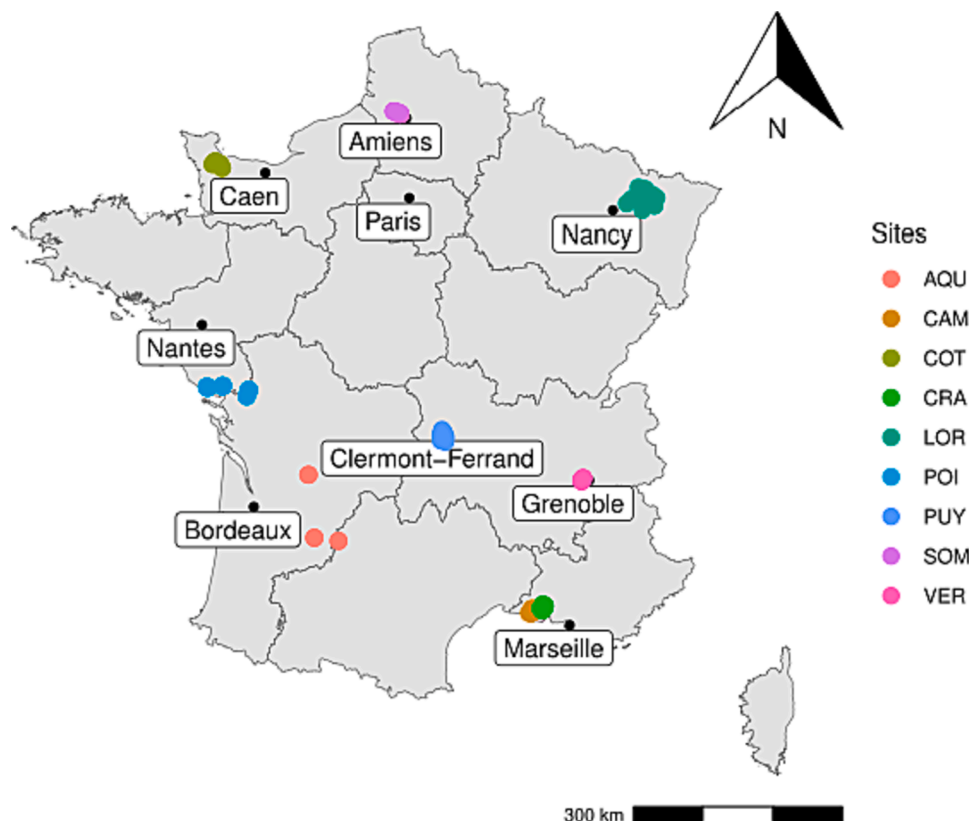 N
Amiens
Caen
Paris
Nancy
Nantes
Clermont–Ferrand
Grenoble
Bordeaux
Marseille
Sites
AQU
CAM
COT
CRA
LOR
POI
PUY
SOM
VER
300 km